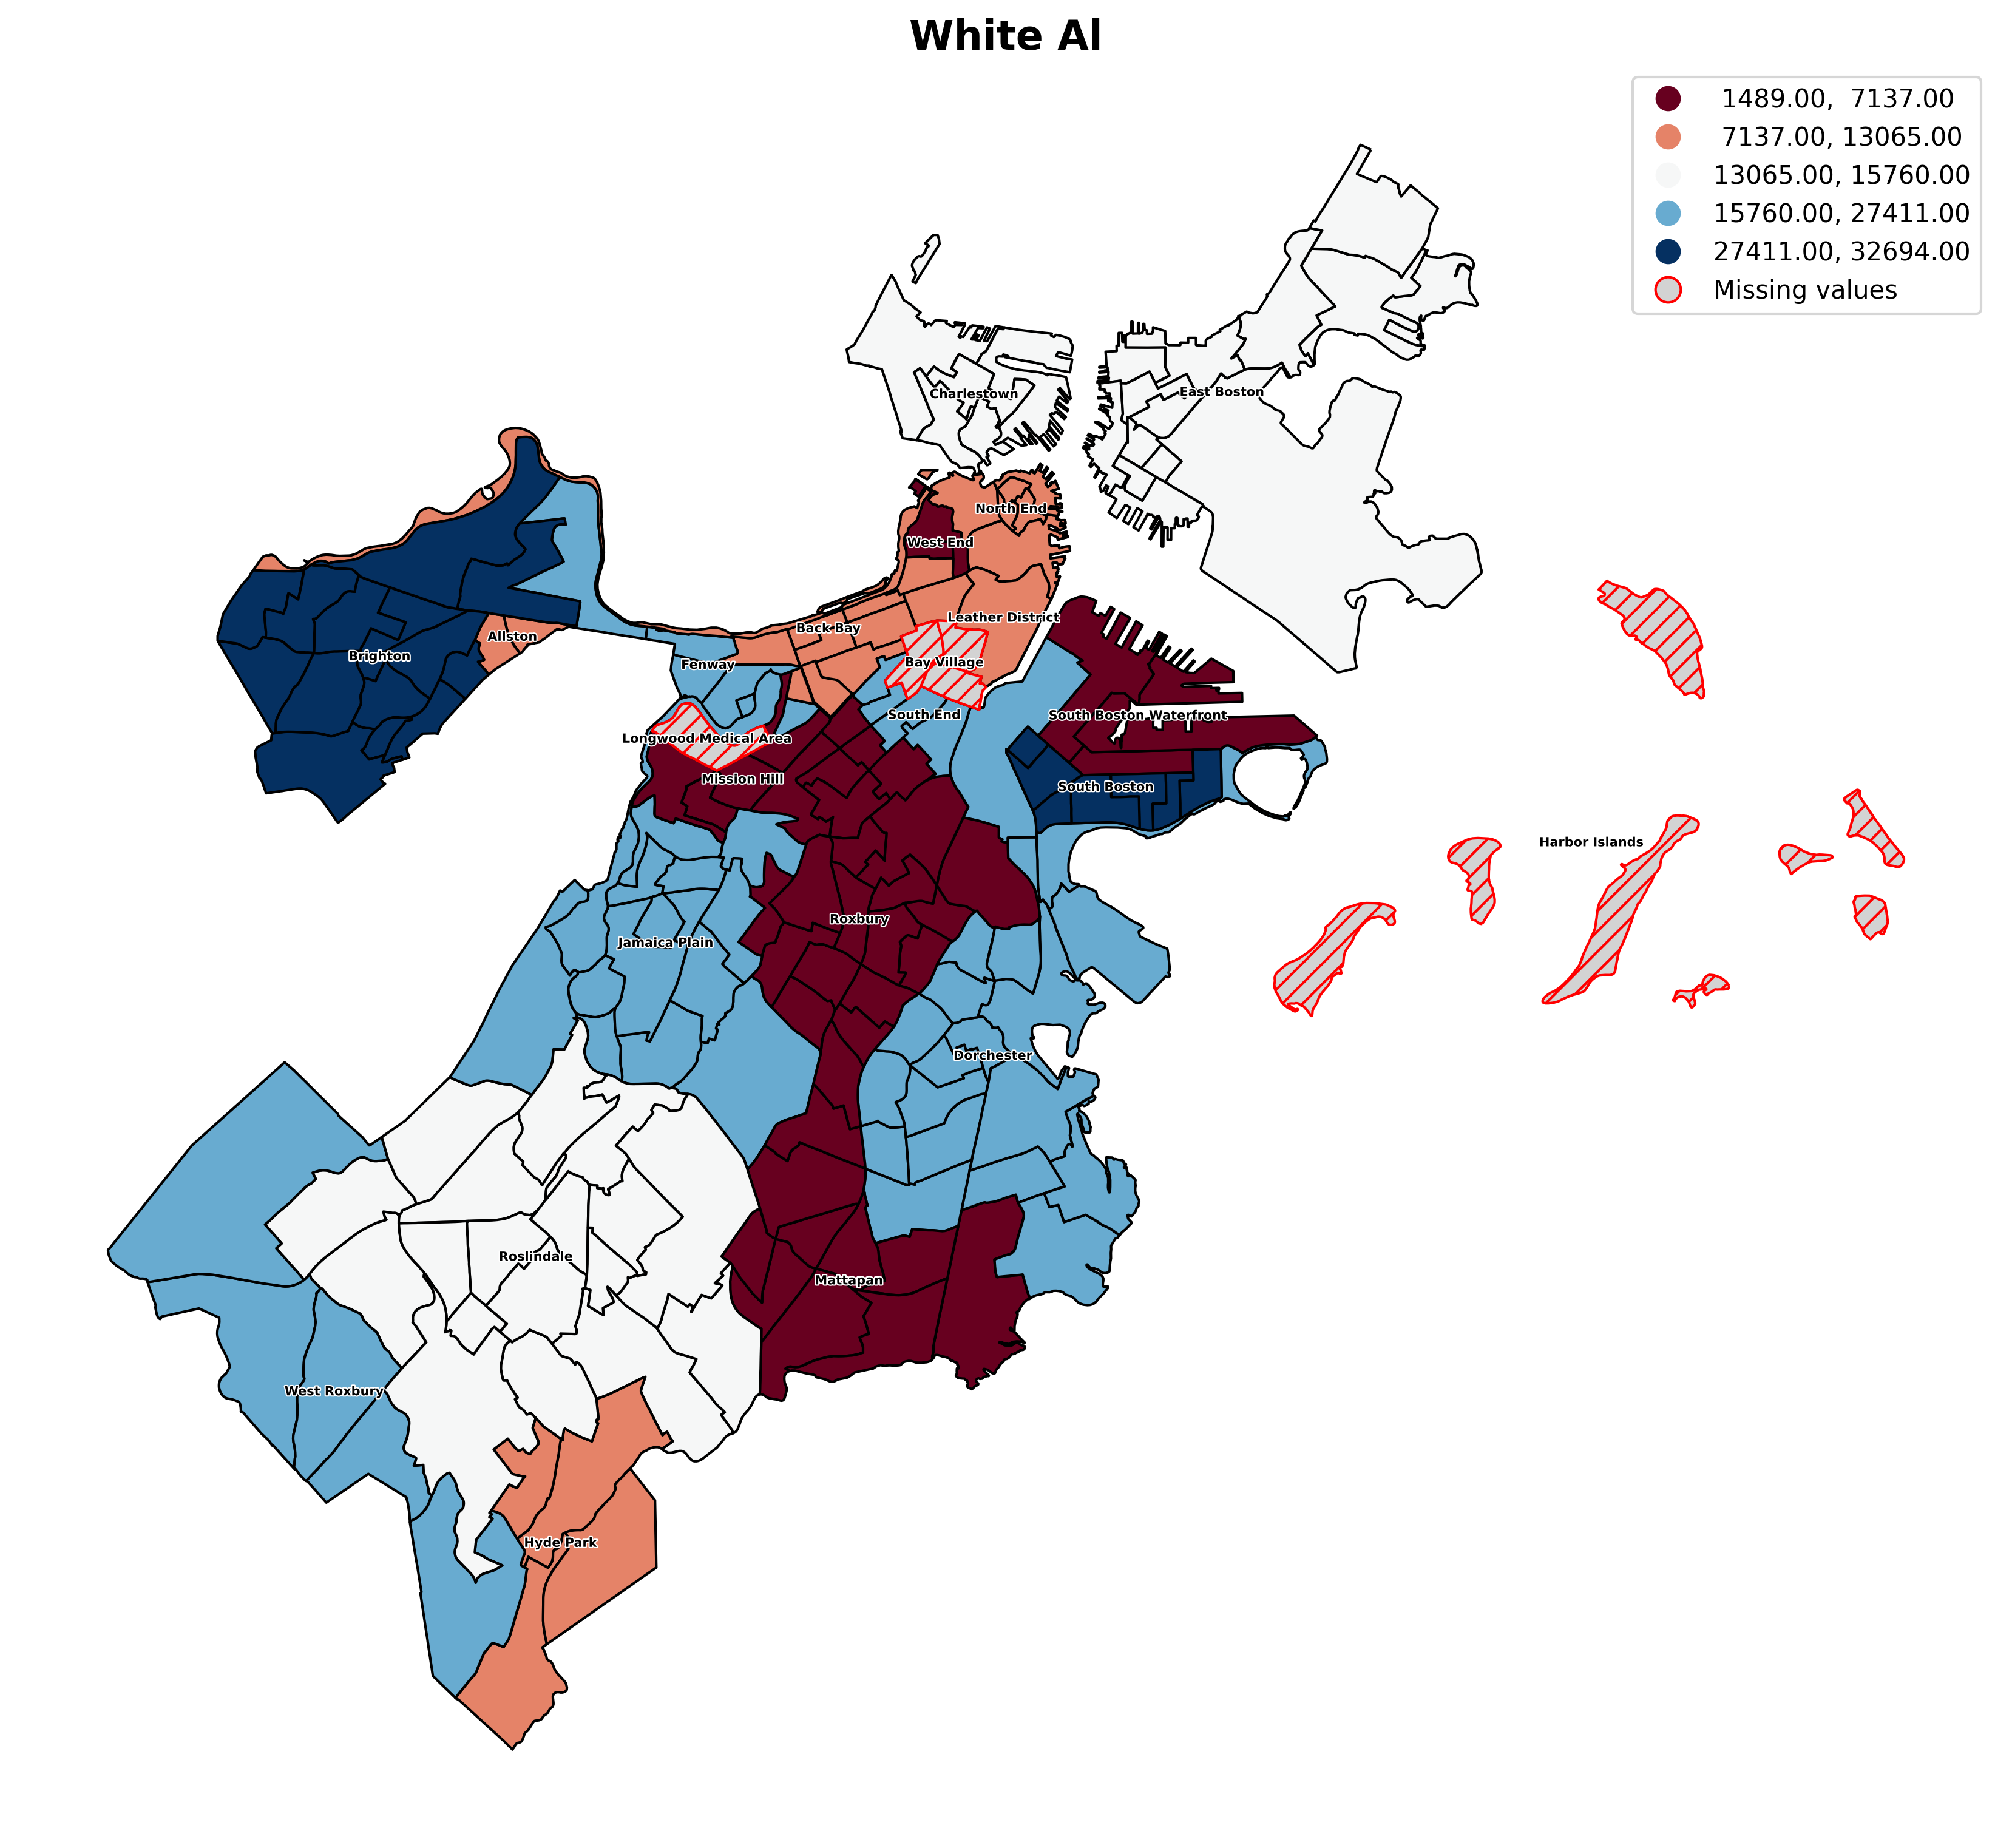 White Al
1489.00, 7137.00
7137.00, 13065.00
13065.00, 15760.00
15760.00, 27411.00
27411.00, 32694.00
Missing values
Charlestown
East Boston
North End
West End
Leather District
Back Bay
Allston
Brighton
Fenway
Bay Village
South End
South Boston Waterfront
Longwood Medical Area
Mission Hill
South Boston
Harbor Islands
Roxbury
Jamaica Plain
Dorchester
Roslindale
Mattapan
West Roxbury
Hyde Park